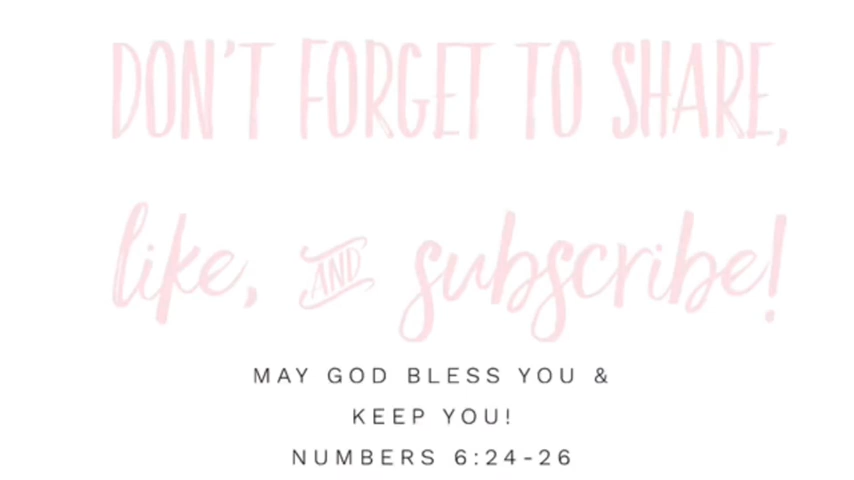 DON'T FORGET TO SHARE,
like, AND subscribe!
MAY GOD BLESS YOU &
KEEP YOU!
NUMBERS 6:24-26